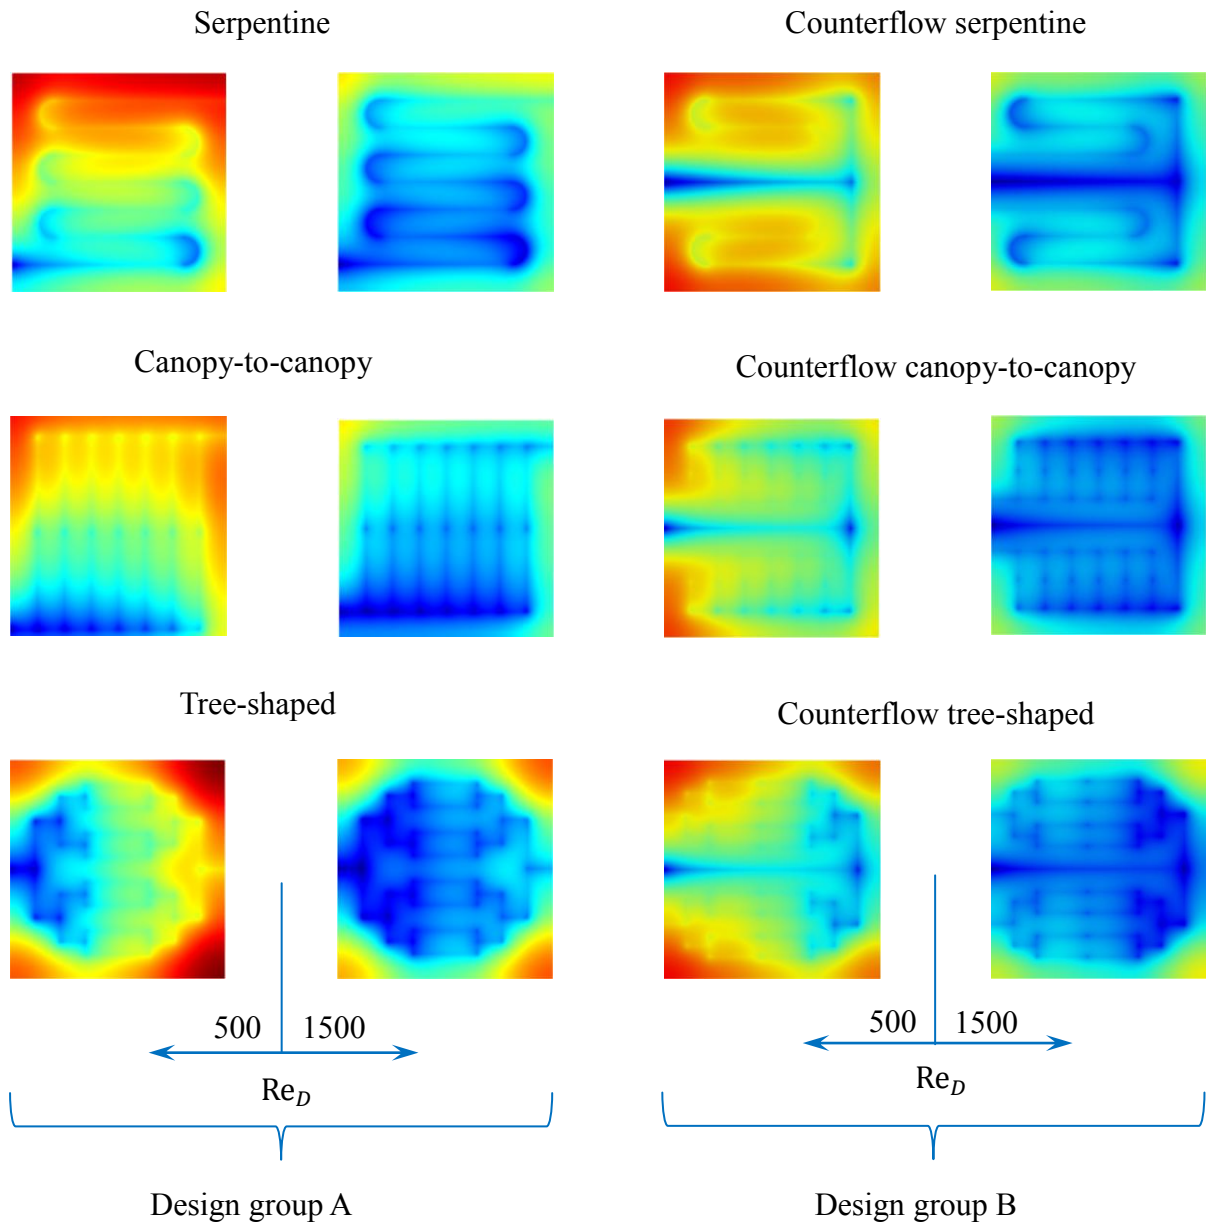 Serpentine
Counterflow serpentine
Canopy-to-canopy
Counterflow canopy-to-canopy
Tree-shaped
Counterflow tree-shaped
500 1500
Re_D
500 1500
Re_D
Design group A
Design group B